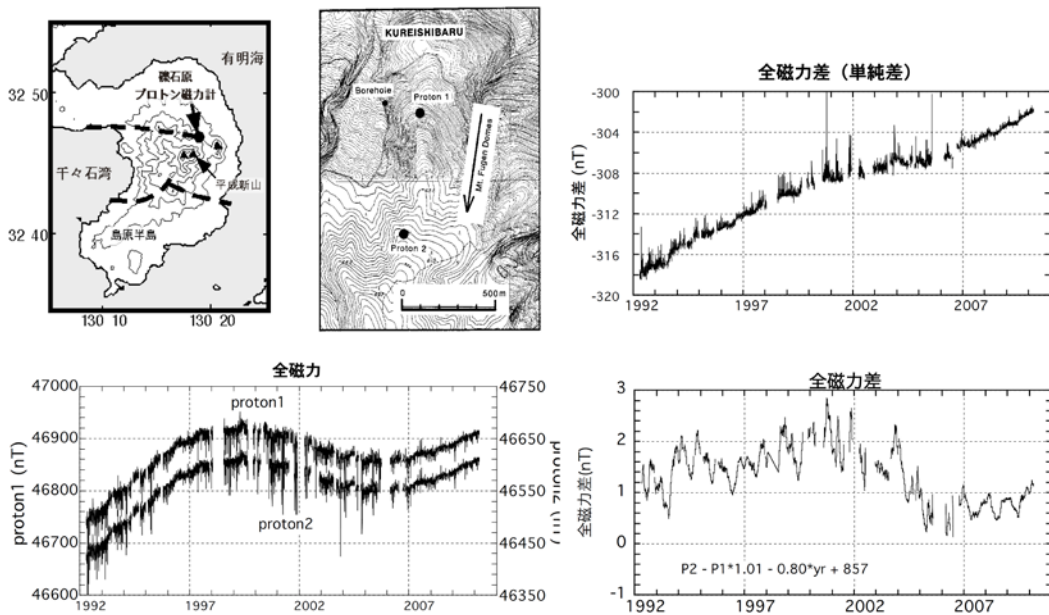 有明海
礫石原
プロトン磁力計
32 50
千々石湾
平成新山
32 40
島原半島
130 10
130 20
KUREISHIBARU
Borehole
Proton 1
Mt. Fugen Domes
Proton 2
0
500m
全磁力差(単純差)
全磁力差 (nT)
-300
-304
-308
-312
-316
-320
1992
1997
2002
2007
全磁力
proton1 (nT)
47000
46900
46800
46700
46600
proton1
proton2
46750
46650
46550
46450
46350
proton2 (nT)
1992
1997
2002
2007
全磁力差
全磁力差(nT)
3
2
1
0
-1
P2 - P1*1.01 - 0.80*yr + 857
1992
1997
2002
2007